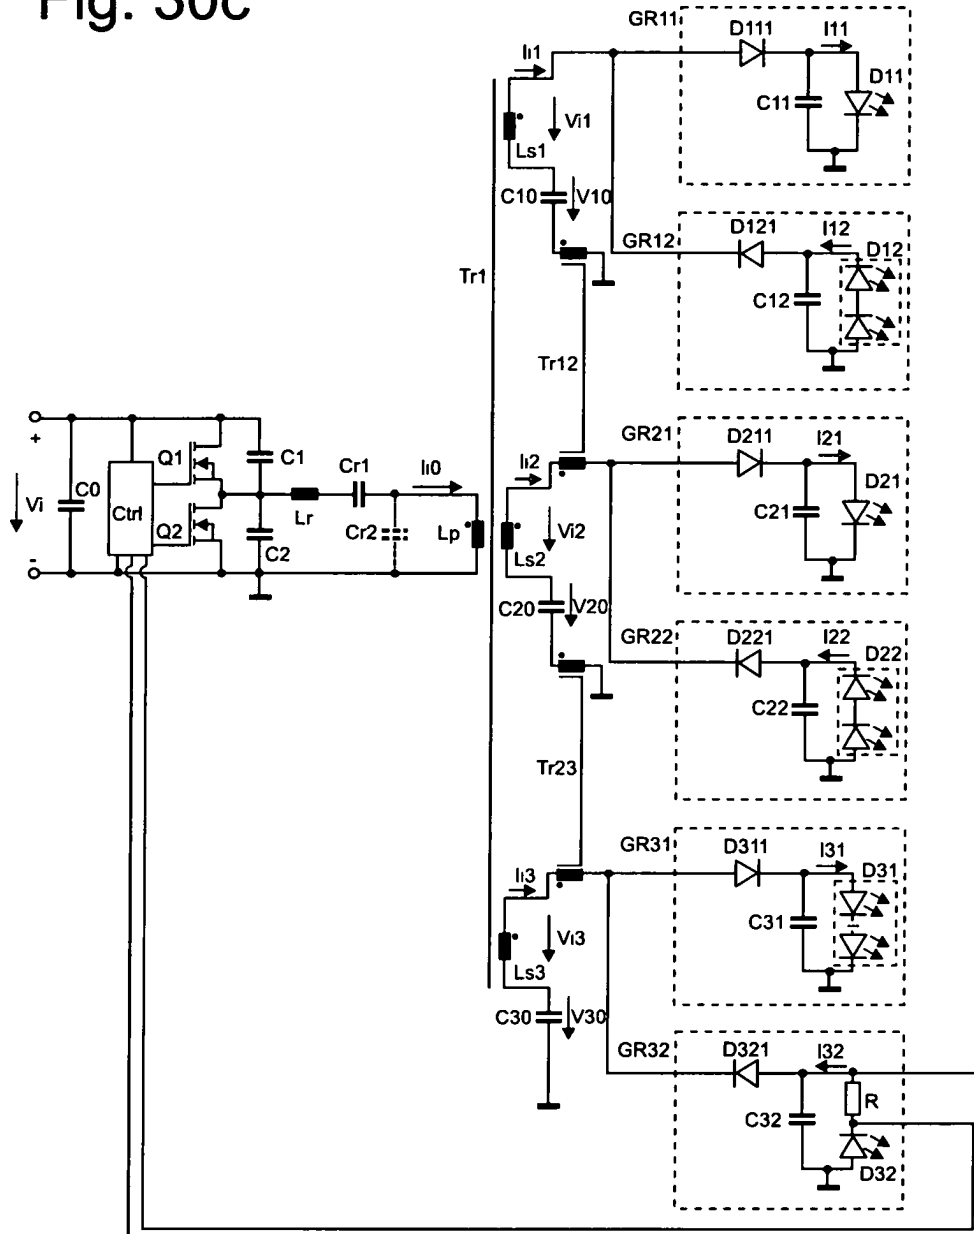 Fig. 30c
GR11
D111
I11
D11
C11
Ii1
Vi1
Ls1
C10
V10
GR12
D121
I12
D12
C12
Tr1
Tr12
GR21
D211
I21
D21
C21
Ii2
Vi2
Ls2
C20
V20
GR22
D221
I22
D22
C22
Tr23
+
Vi
-
C0
Ctrl
Q1
Q2
C1
C2
Lr
Cr1
Cr2
Ii0
Lp
GR31
D311
I31
D31
C31
Ii3
Vi3
Ls3
C30
V30
GR32
D321
I32
R
C32
D32